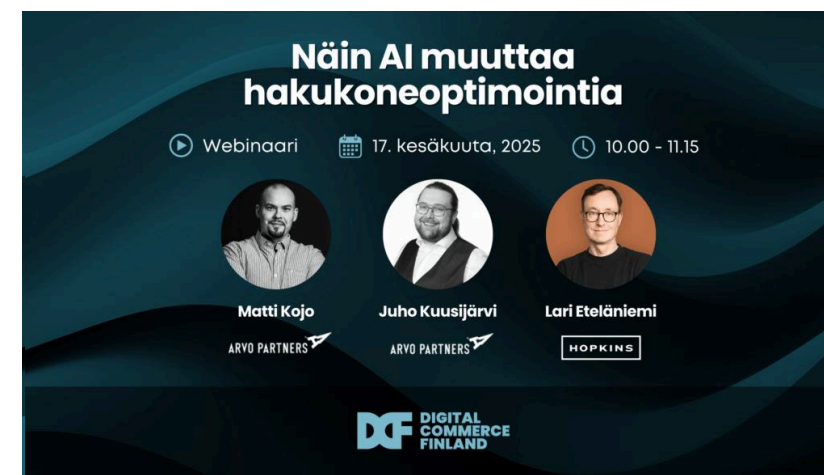 Näin AI muuttaa
hakukoneoptimointia
Webinaari 17. kesäkuuta, 2025 10.00 - 11.15
Matti Kojo Juho Kuusijärvi Lari Eteläniemi
ARVO PARTNERS ARVO PARTNERS HOPKINS
DCF DIGITAL
COMMERCE
FINLAND